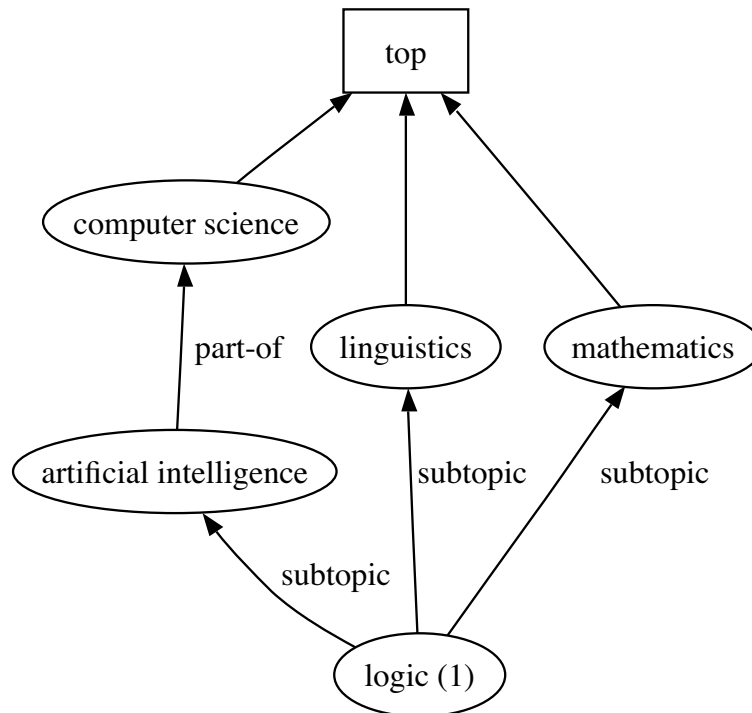 top
computer science
part-of
linguistics
mathematics
artificial intelligence
subtopic
subtopic
subtopic
logic (1)